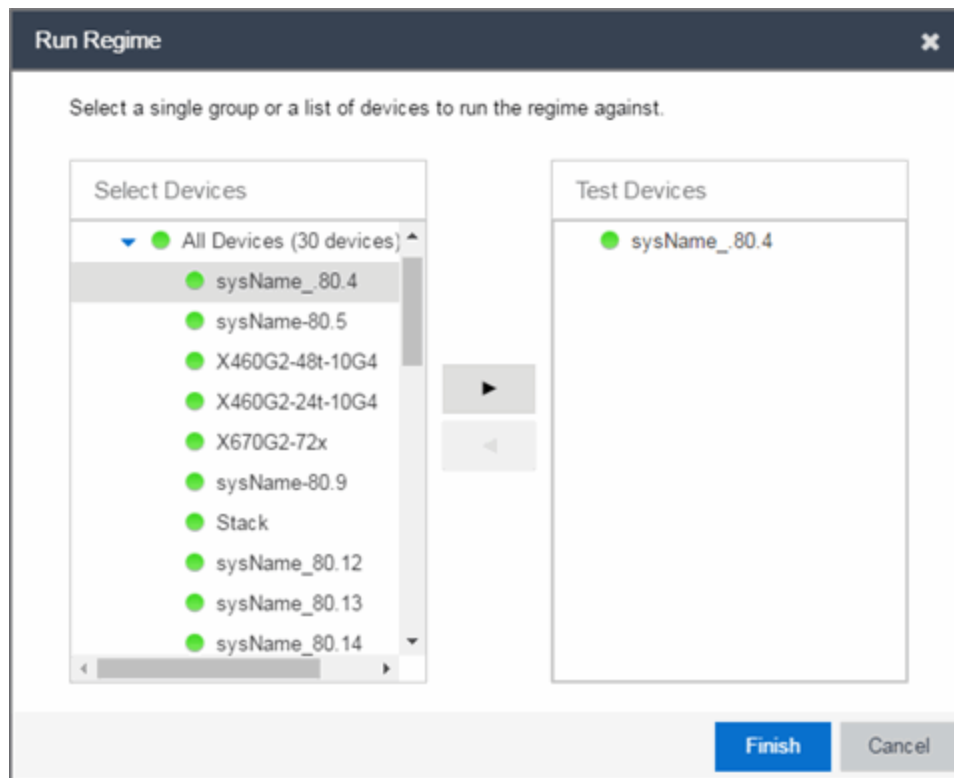 Run Regime
Select a single group or a list of devices to run the regime against.
Select Devices
All Devices (30 devices)
sysName_.80.4
sysName-80.5
X460G2-48t-10G4
X460G2-24t-10G4
X670G2-72x
sysName-80.9
Stack
sysName_80.12
sysName_80.13
sysName_80.14
Test Devices
sysName_.80.4
Finish
Cancel